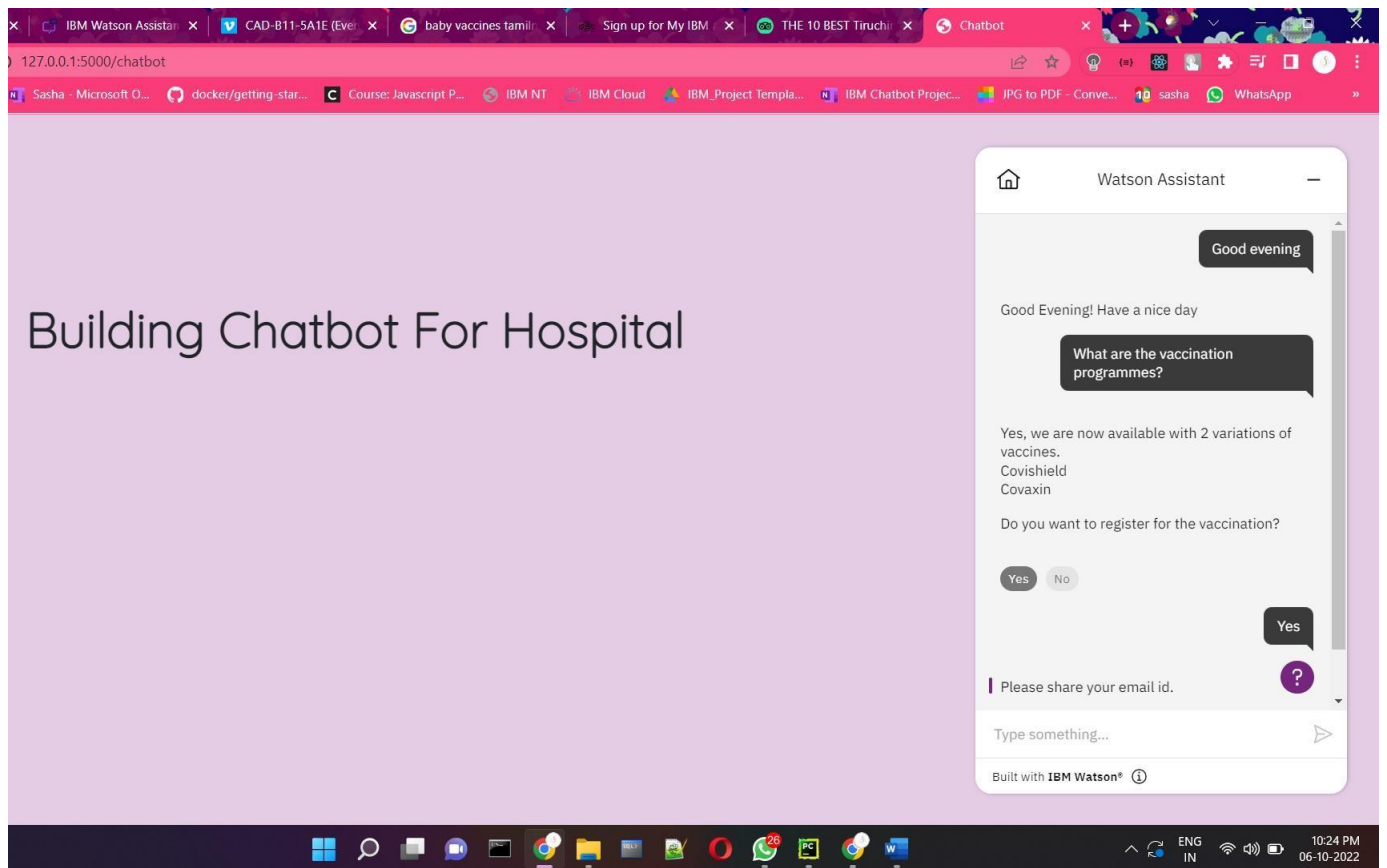 IBM Watson Assistan
CAD-B11-5A1E (Even
baby vaccines tamiln
Sign up for My IBM
THE 10 BEST Tiruchir
Chatbot
127.0.0.1:5000/chatbot
Sasha - Microsoft O...
docker/getting-star...
Course: Javascript P...
IBM NT
IBM Cloud
IBM_Project Templa...
IBM Chatbot Projec...
JPG to PDF - Conve...
sasha
WhatsApp
»
Building Chatbot For Hospital
Watson Assistant
Good evening
Good Evening! Have a nice day
What are the vaccination
programmes?
Yes, we are now available with 2 variations of
vaccines.
Covishield
Covaxin
Do you want to register for the vaccination?
Yes No
Yes
?
Please share your email id.
Type something...
Built with IBM Watson®
26
ENG
IN
10:24 PM
06-10-2022